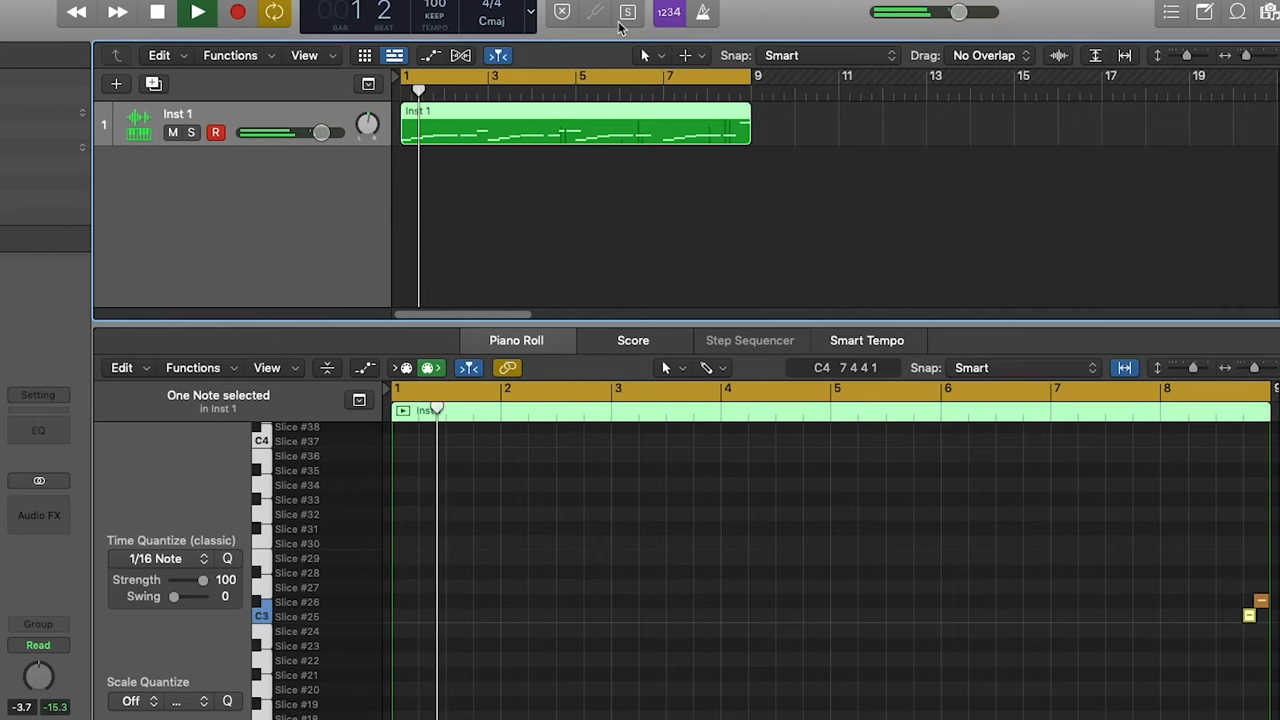 1 2
BAR BEAT
100
KEEP
TEMPO
4/4
Cmaj
S
1234
Edit
Functions
View
Snap:
Smart
Drag:
No Overlap
1 3 5 7 9 11 13 15 17 19
1
Inst 1
M S R
L R
Inst 1
Piano Roll
Score
Step Sequencer
Smart Tempo
Edit
Functions
View
C4 7 4 4 1
Snap:
Smart
One Note selected
in Inst 1
1 2 3 4 5 6 7 8
Inst
Setting
EQ
Audio FX
Group
Read
-3.7 -15.3
Time Quantize (classic)
1/16 Note
Q
Strength 100
Swing 0
Scale Quantize
Off
...
Q
Slice #38
C4 Slice #37
Slice #36
Slice #35
Slice #34
Slice #33
Slice #32
Slice #31
Slice #30
Slice #29
Slice #28
Slice #27
Slice #26
C3 Slice #25
Slice #24
Slice #23
Slice #22
Slice #21
Slice #20
Slice #19